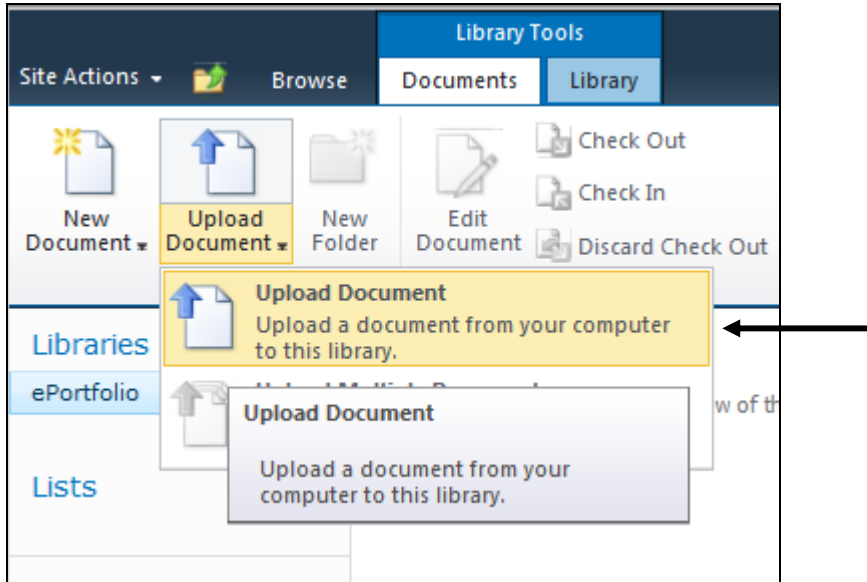 Library Tools
Site Actions Browse Documents Library
New Document
Upload Document
New Folder
Edit Document
Check Out
Check In
Discard Check Out
Upload Document
Upload a document from your computer
to this library.
Libraries
ePortfolio
Upload Document
Upload a document from your
computer to this library.
w of th
Lists